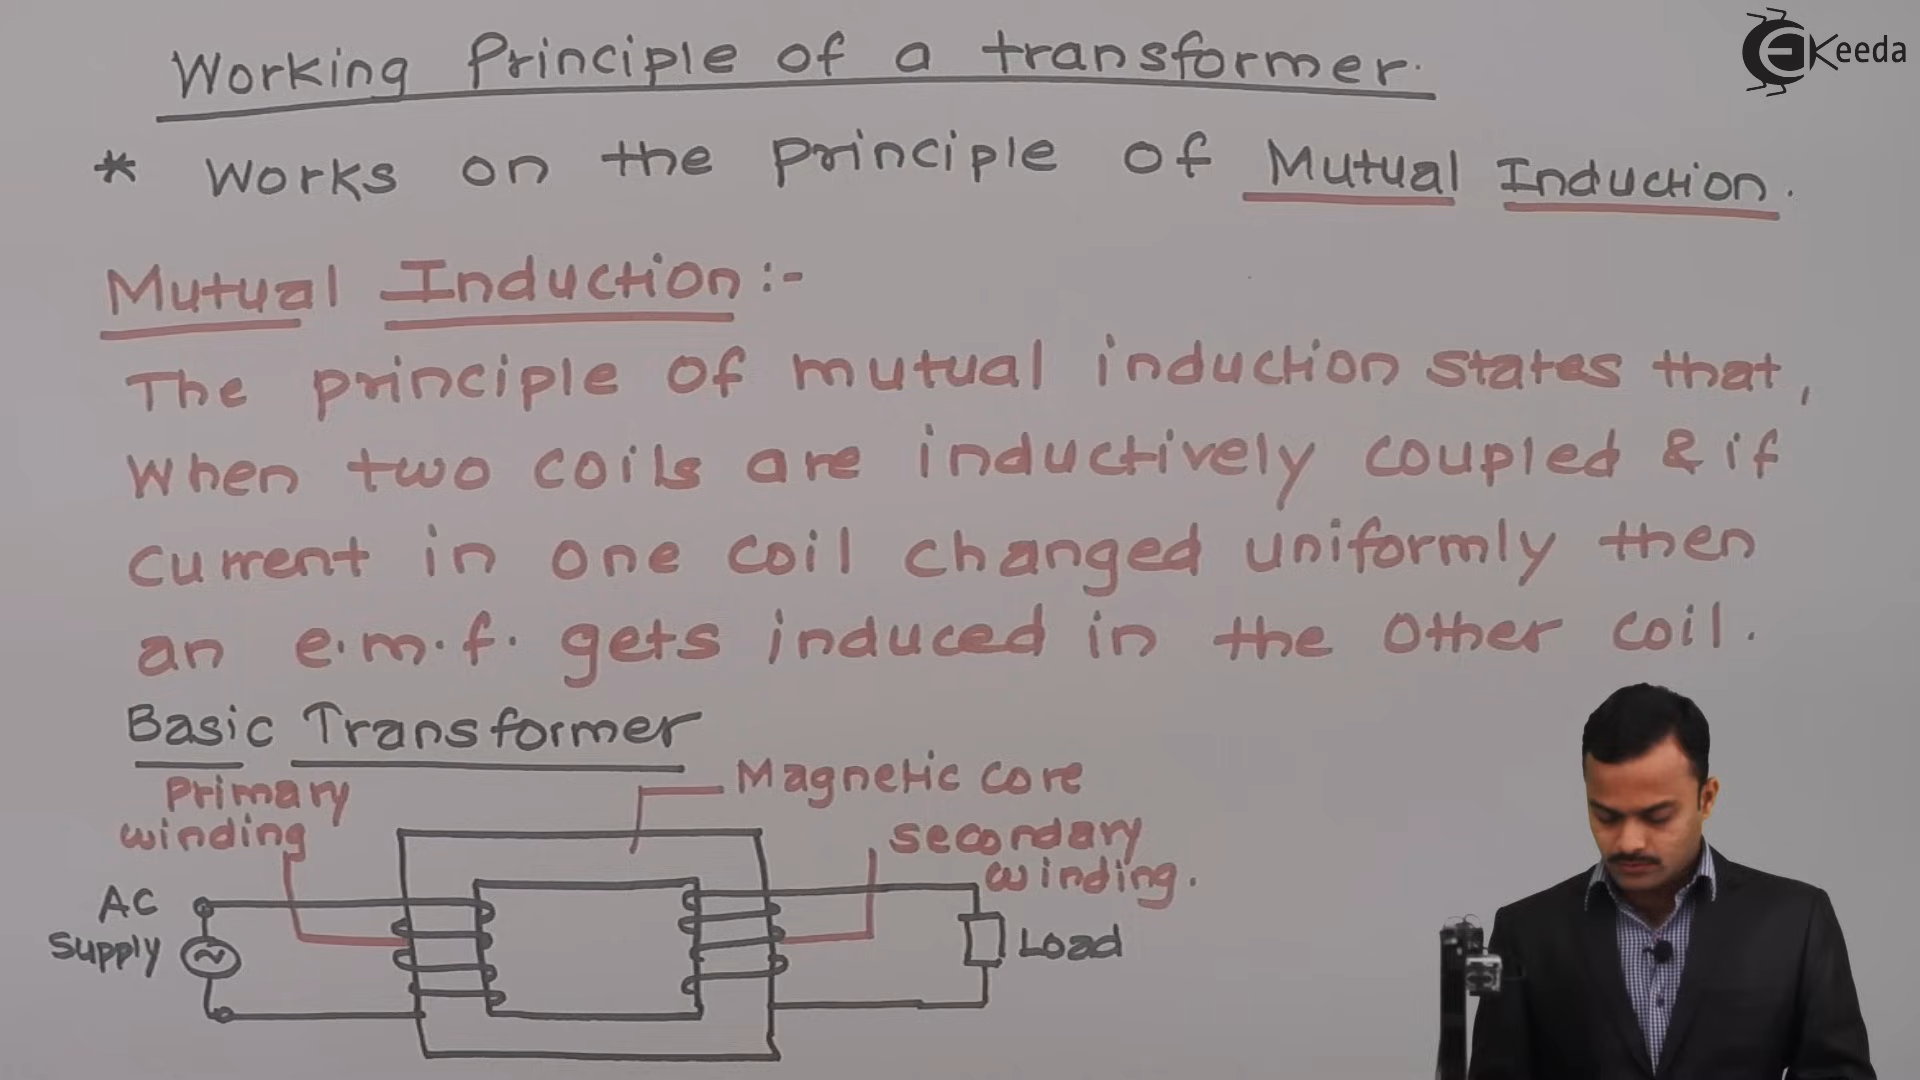 Working Principle of a transformer.
EKeeda
* Works on the principle of Mutual Induction.
Mutual Induction:-
The principle of mutual induction states that,
When two coils are inductively coupled & if
current in one coil changed uniformly then
an e.m.f. gets induced in the other coil.
Basic Transformer
Primary winding
Magnetic core
secondary winding.
AC Supply
Load